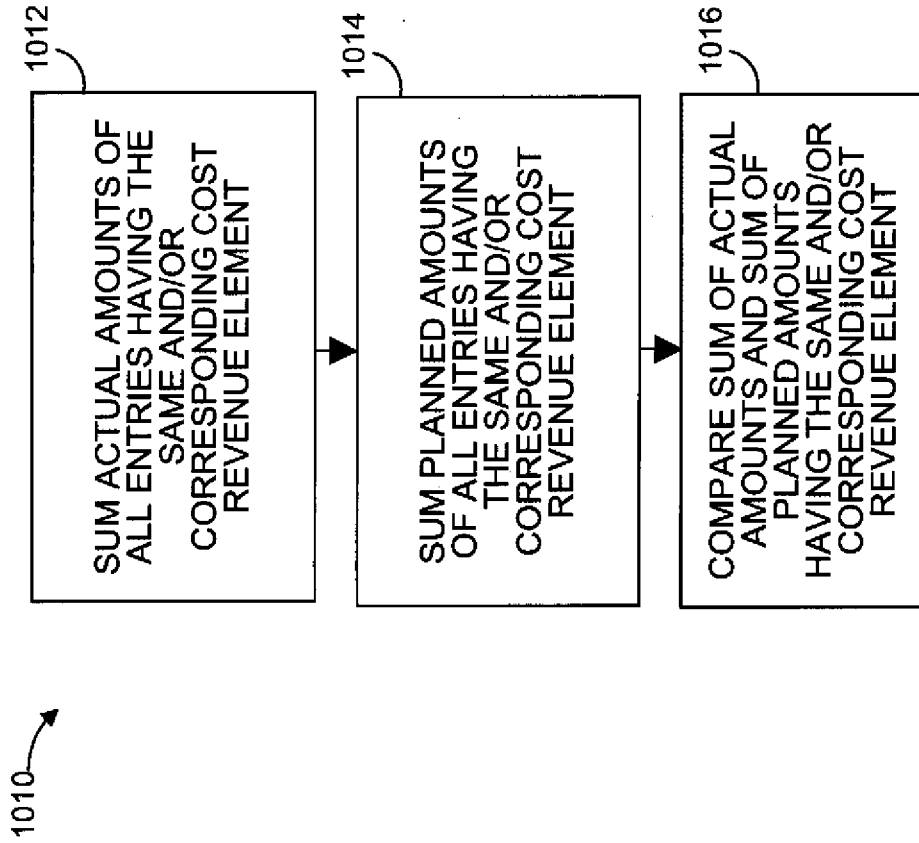 1010
1012
SUM ACTUAL AMOUNTS OF
ALL ENTRIES HAVING THE
SAME AND/OR
CORRESPONDING COST
REVENUE ELEMENT
1014
SUM PLANNED AMOUNTS
OF ALL ENTRIES HAVING
THE SAME AND/OR
CORRESPONDING COST
REVENUE ELEMENT
1016
COMPARE SUM OF ACTUAL
AMOUNTS AND SUM OF
PLANNED AMOUNTS
HAVING THE SAME AND/OR
CORRESPONDING COST
REVENUE ELEMENT